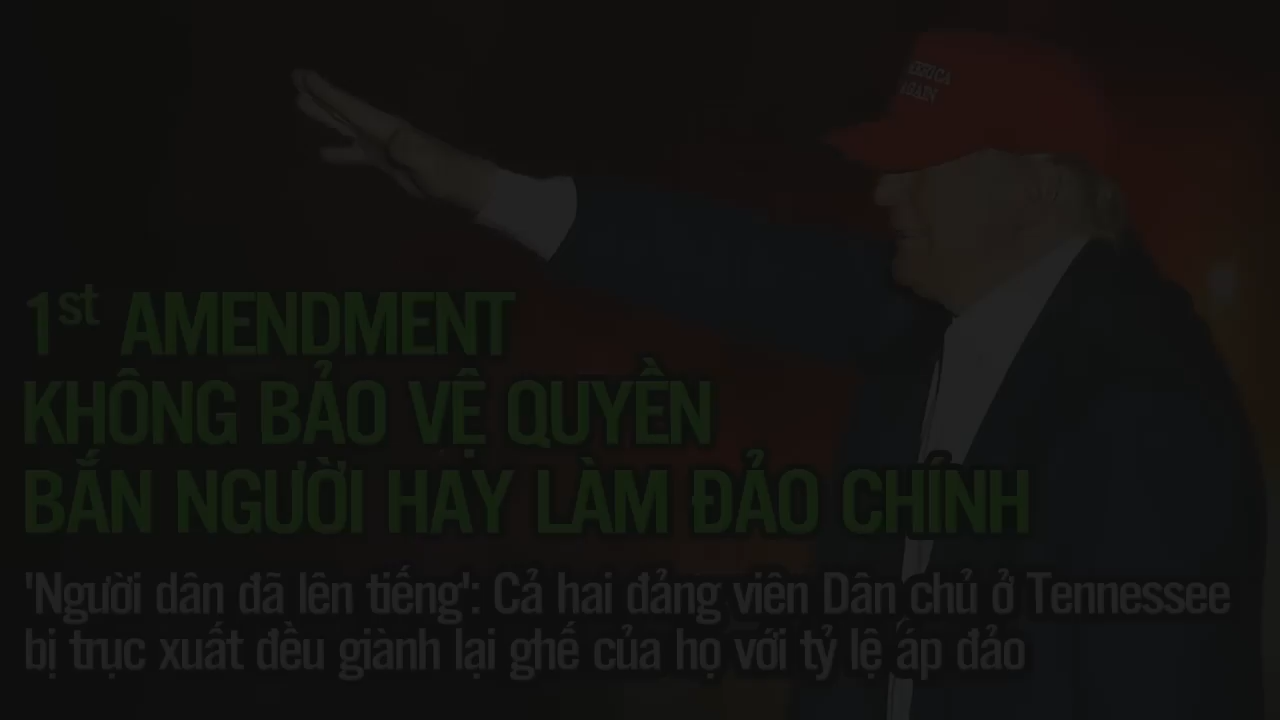 ERICA
AGAIN
1st AMENDMENT
KHÔNG BẢO VỆ QUYỀN
BẮN NGƯỜI HAY LÀM ĐẢO CHÍNH
'Người dân đã lên tiếng': Cả hai đảng viên Dân chủ ở Tennessee
bị trục xuất đều giành lại ghế của họ với tỷ lệ áp đảo